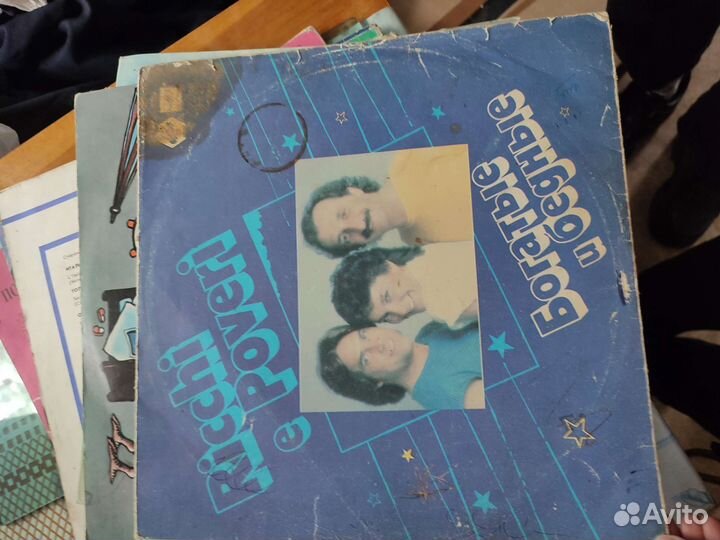 Ricchi
e Poveri
Богатые
и бедные
Avito